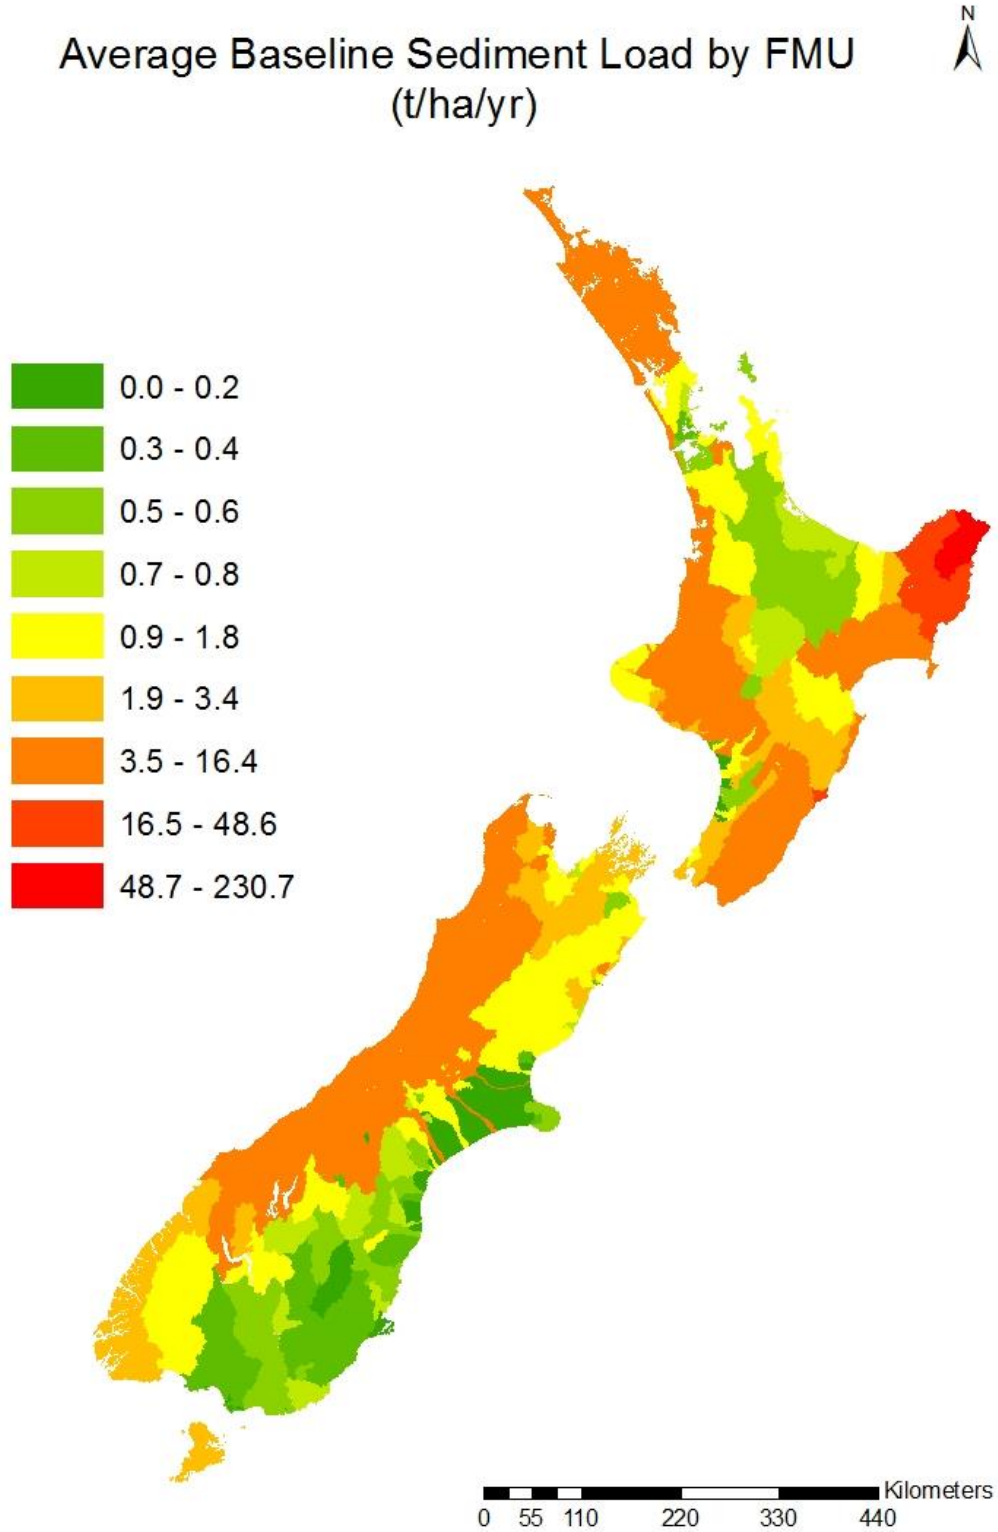 N
Average Baseline Sediment Load by FMU
(t/ha/yr)
0.0 - 0.2
0.3 - 0.4
0.5 - 0.6
0.7 - 0.8
0.9 - 1.8
1.9 - 3.4
3.5 - 16.4
16.5 - 48.6
48.7 - 230.7
Kilometers
0 55 110 220 330 440